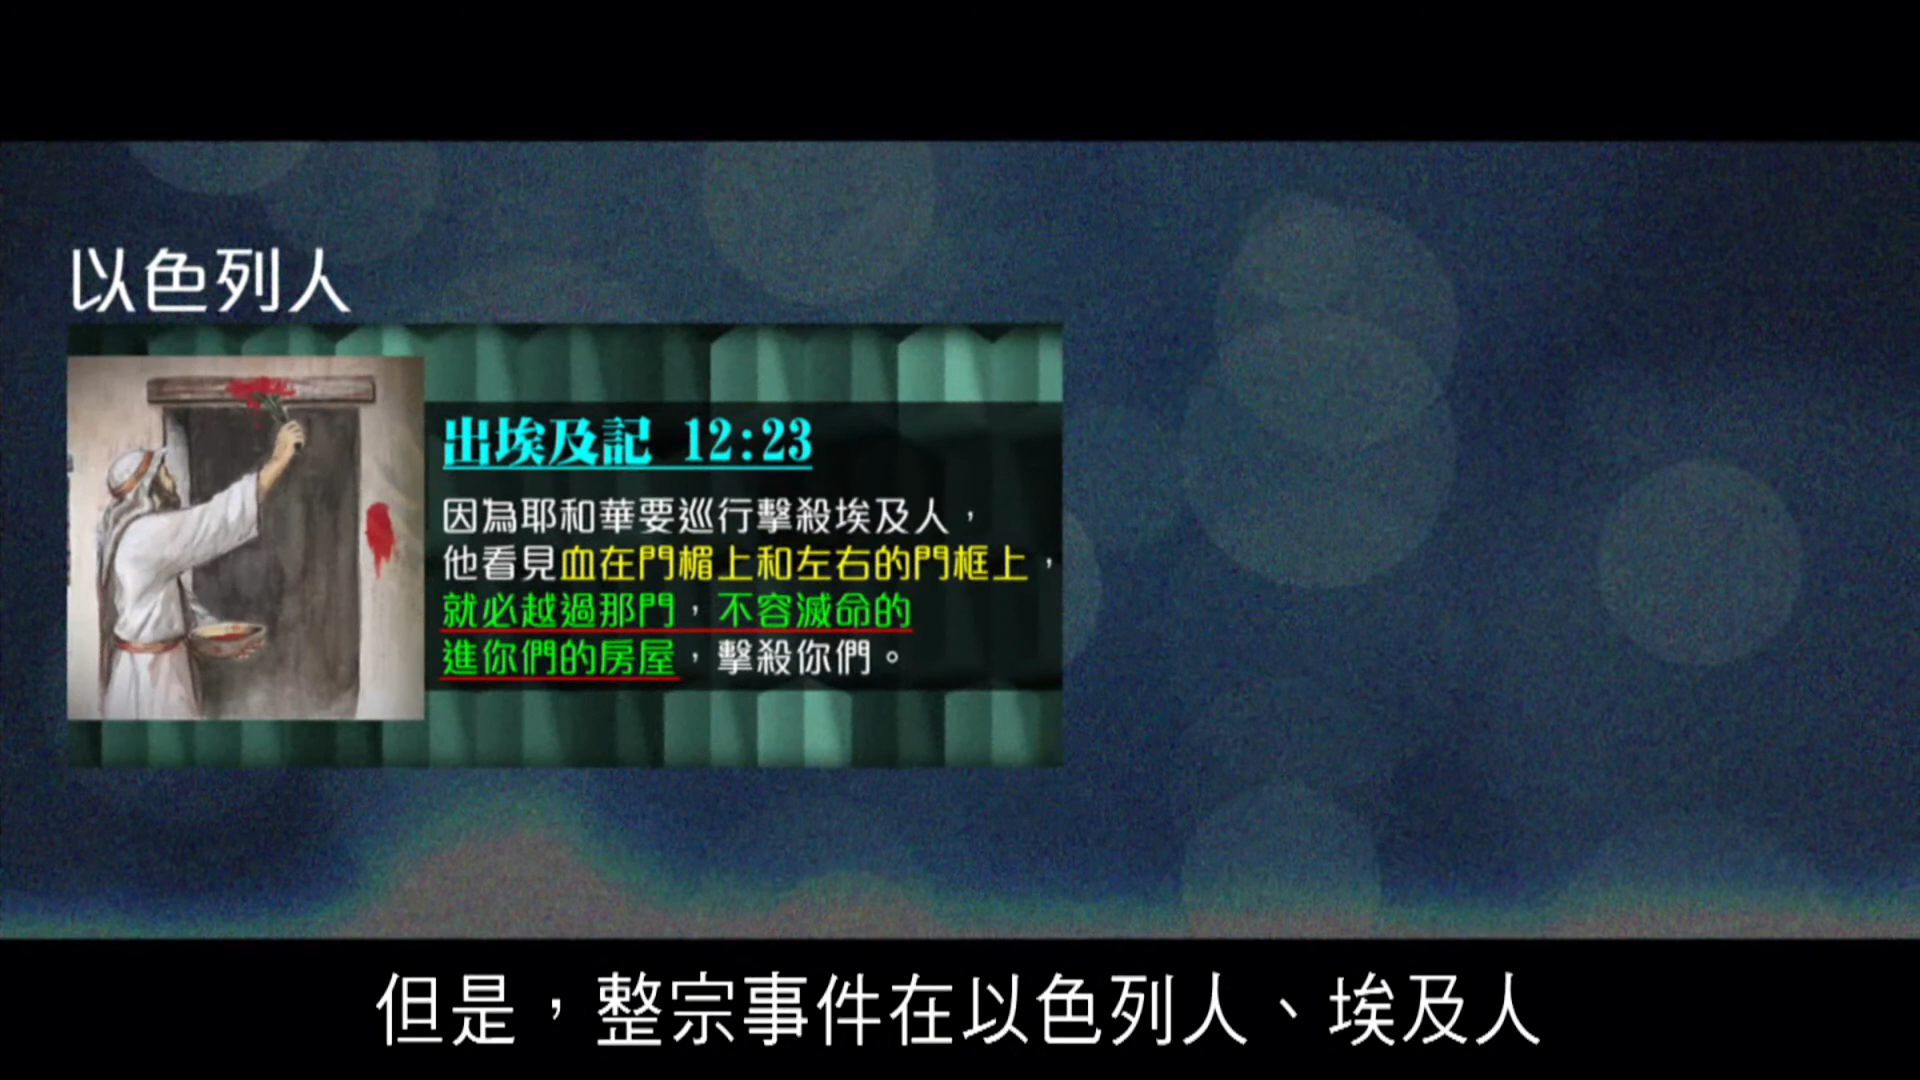 以色列人
出埃及記 12:23
因為耶和華要巡行擊殺埃及人，
他看見血在門楣上和左右的門框上，
就必越過那門，不容滅命的
進你們的房屋，擊殺你們。
但是，整宗事件在以色列人、埃及人